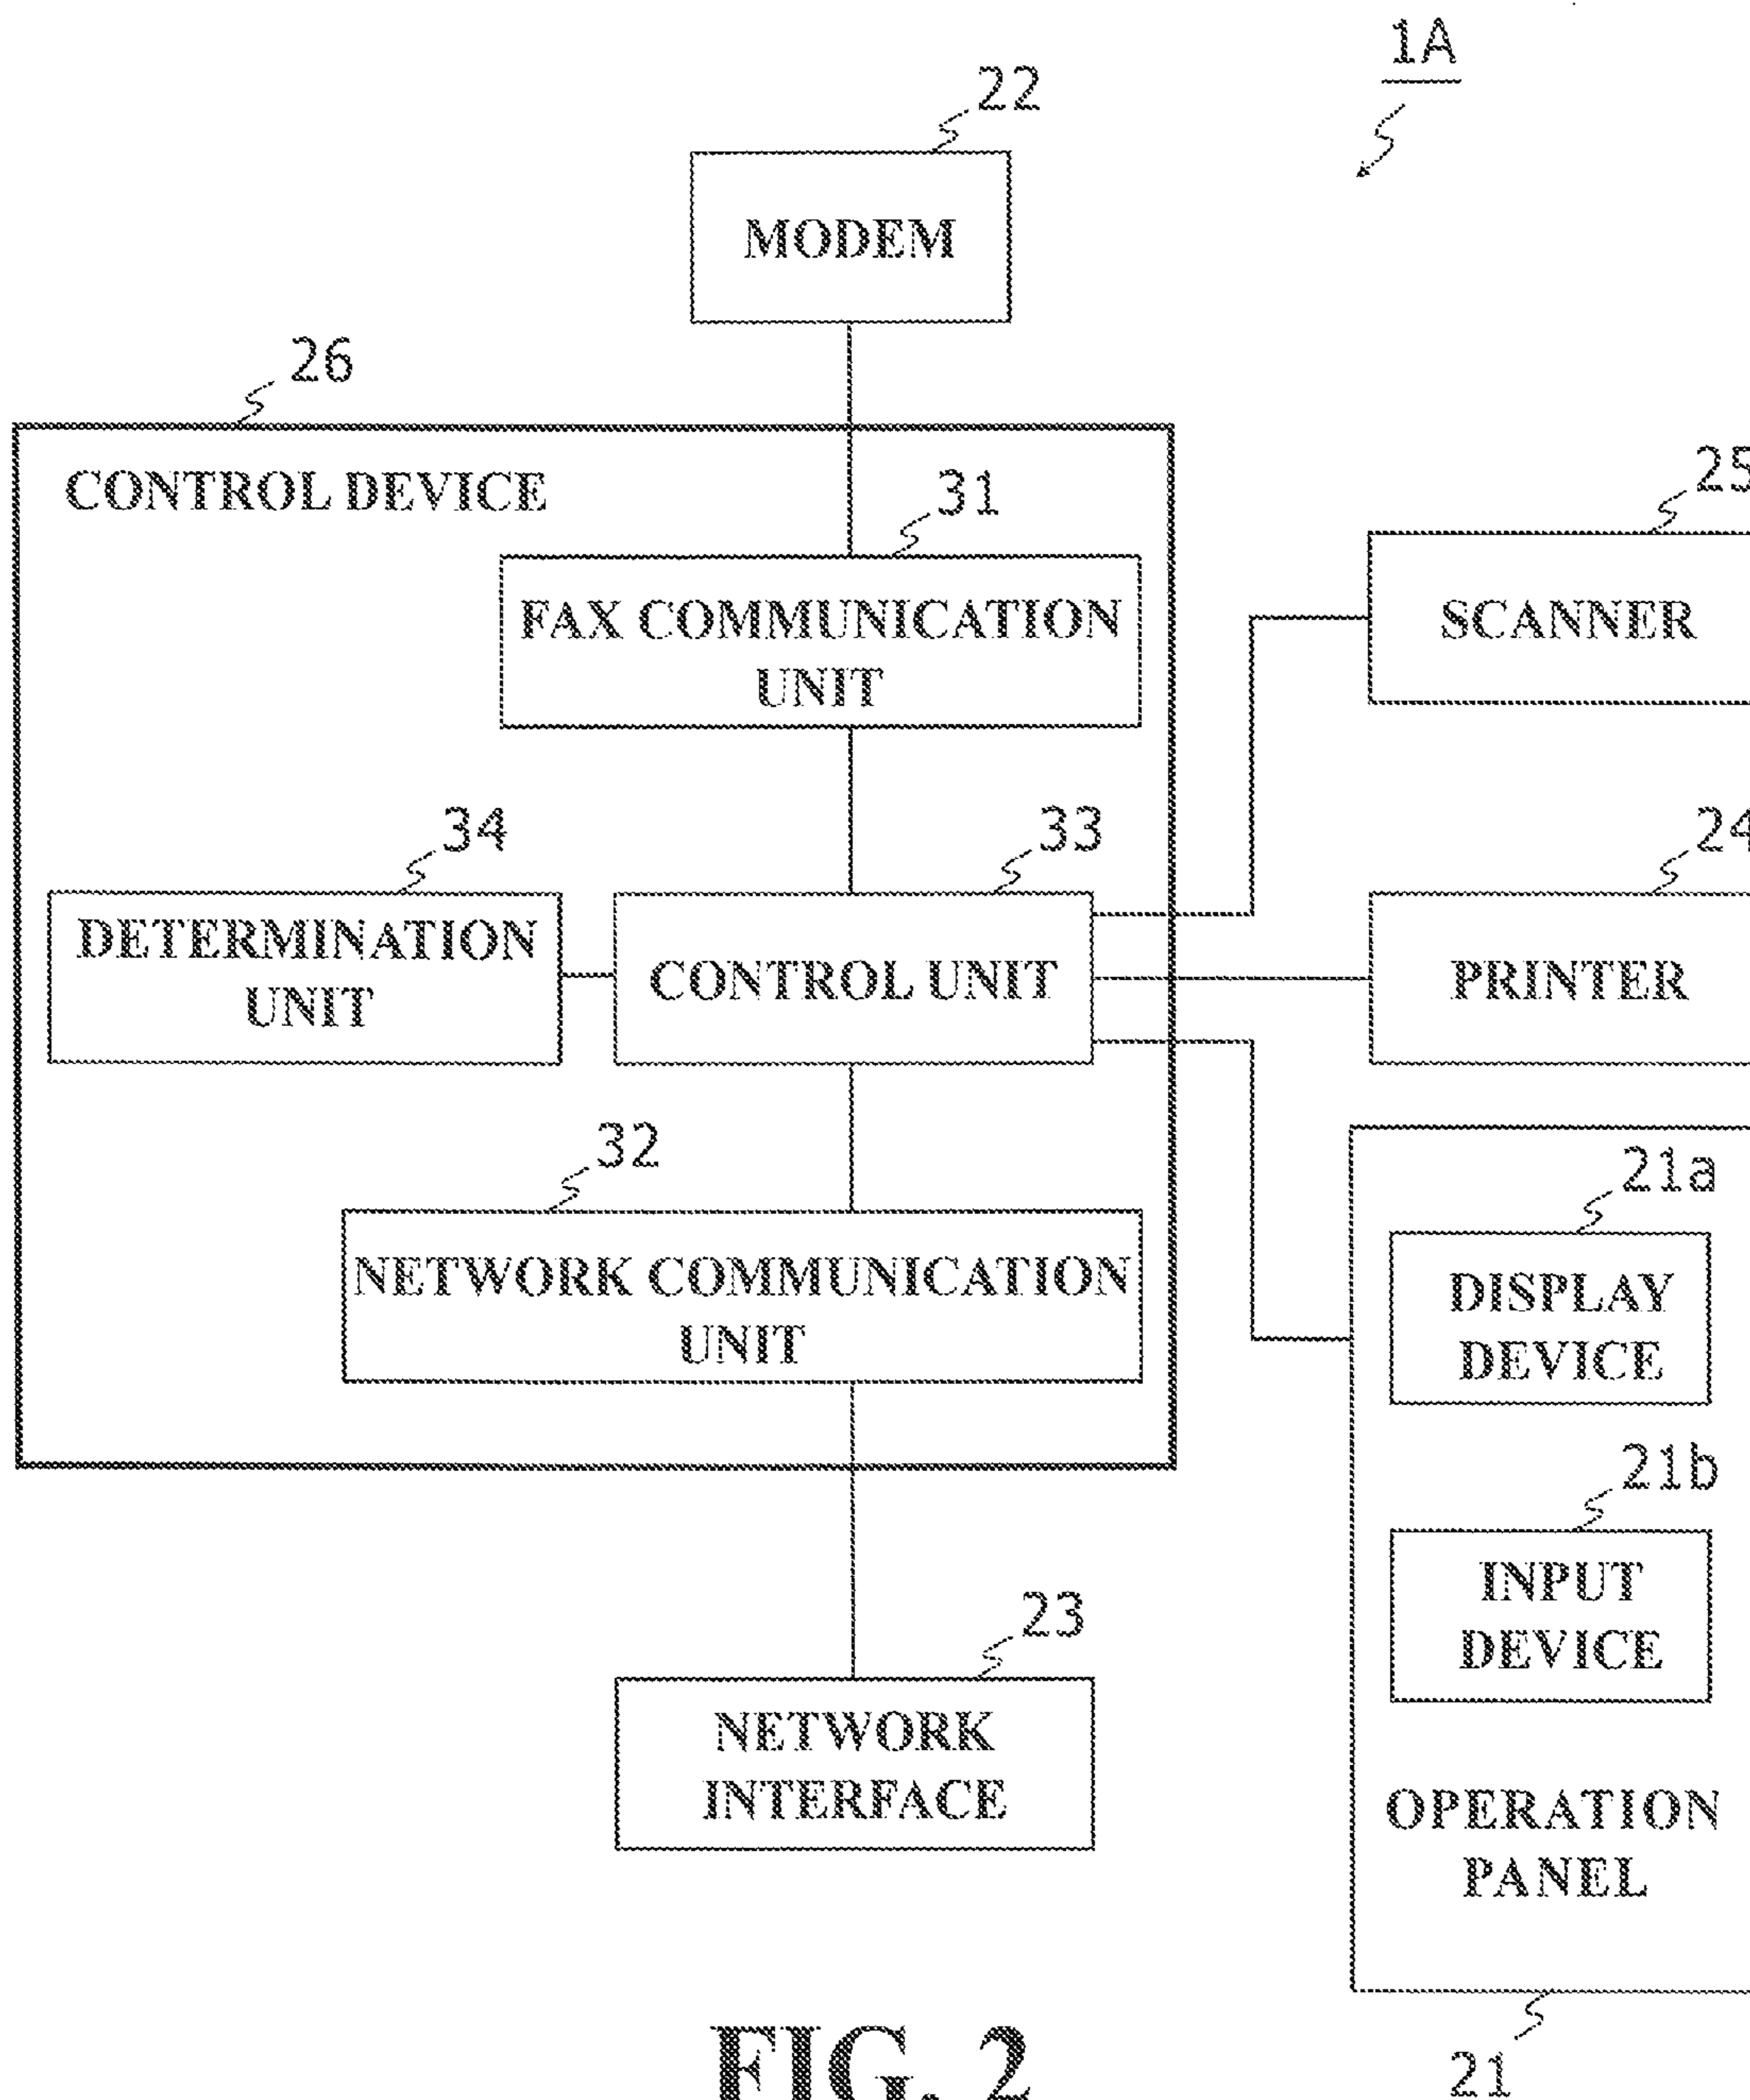 1A
22
MODEM
26
CONTROL DEVICE
31
FAX COMMUNICATION
UNIT
25
SCANNER
34
DETERMINATION
UNIT
33
CONTROL UNIT
24
PRINTER
32
NETWORK COMMUNICATION
UNIT
21a
DISPLAY
DEVICE
21b
INPUT
DEVICE
23
NETWORK
INTERFACE
OPERATION
PANEL
21
FIG. 2